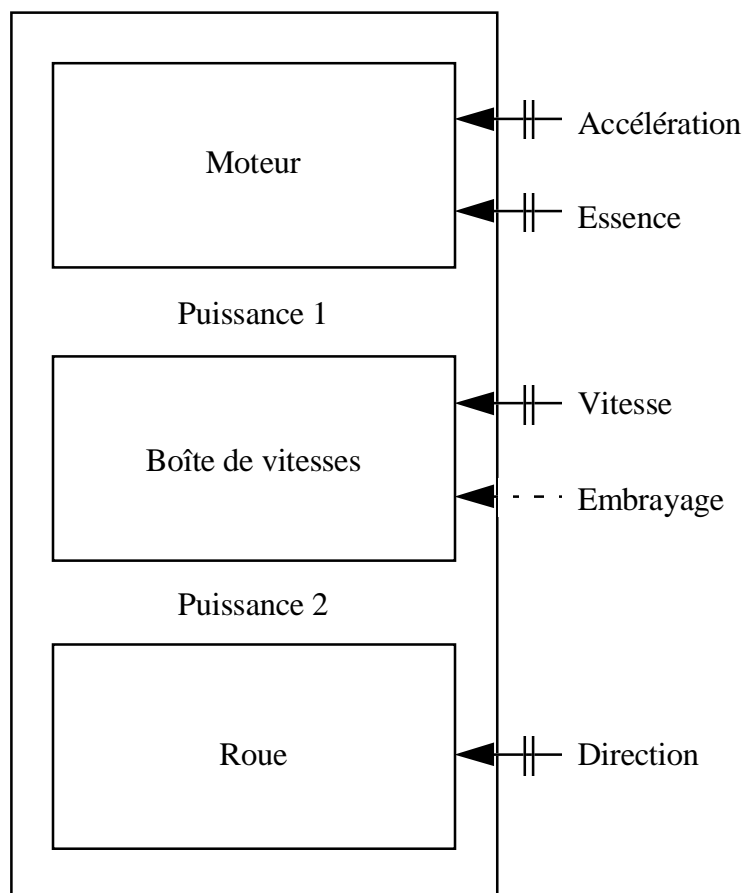 Accélération
Moteur
Essence
Puissance 1
Vitesse
Boîte de vitesses
Embrayage
Puissance 2
Roue
Direction